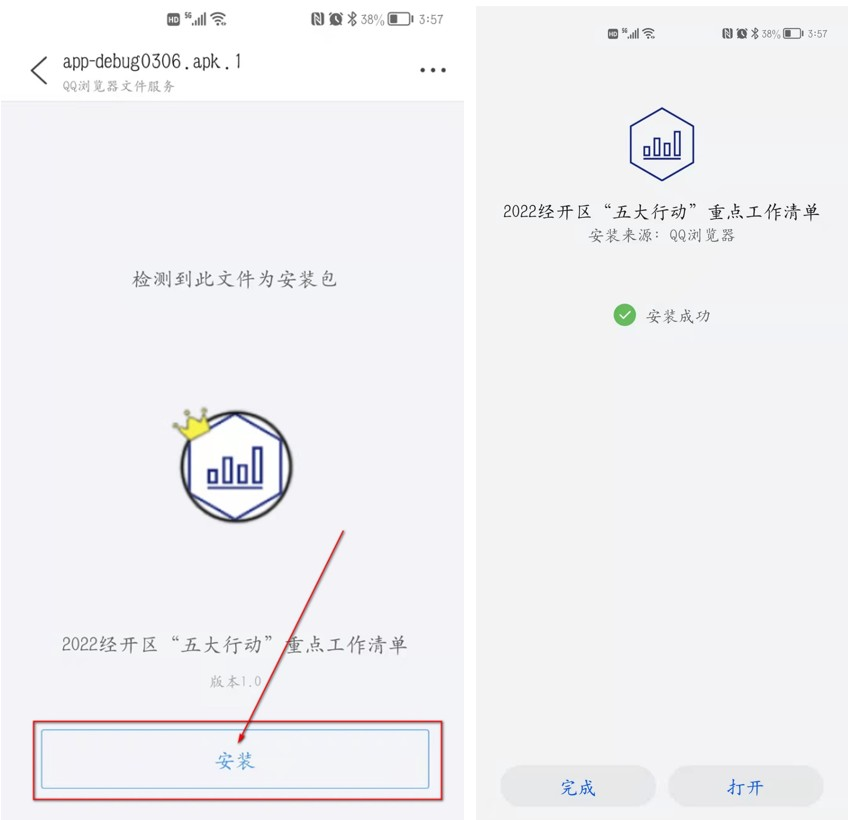 HD 5G 38% 3:57
app-debug0306.apk.1
QQ浏览器文件服务
检测到此文件为安装包
2022经开区“五大行动”重点工作清单
版本1.0
安装
HD 5G 38% 3:57
2022经开区“五大行动”重点工作清单
安装来源：QQ浏览器
安装成功
完成
打开